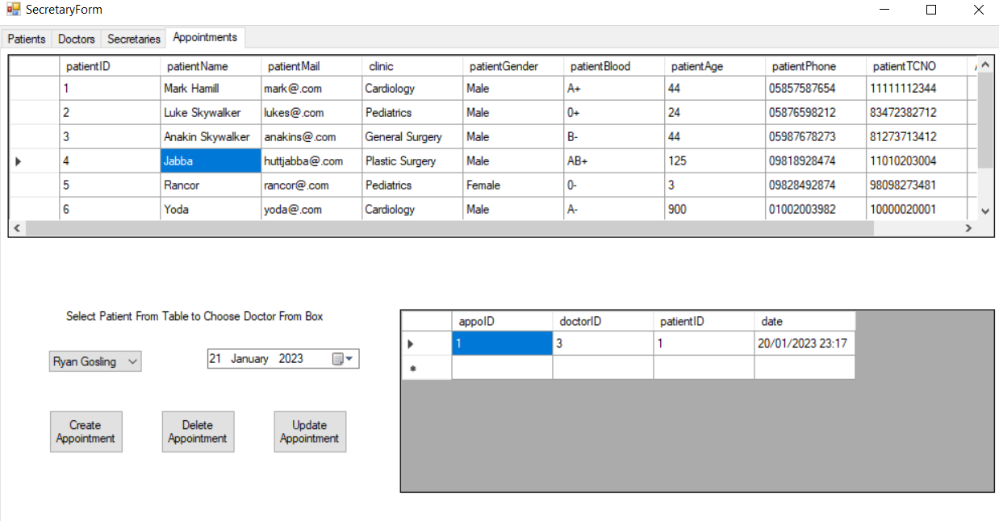 SecretaryForm
Patients Doctors Secretaries Appointments
patientID patientName patientMail clinic patientGender patientBlood patientAge patientPhone patientTCNO
1 Mark Hamill mark@.com Cardiology Male A+ 44 05857587654 11111112344
2 Luke Skywalker lukes@.com Pediatrics Male 0+ 24 05876598212 83472382712
3 Anakin Skywalker anakins@.com General Surgery Male B- 44 05987678273 81273713412
4 Jabba huttjabba@.com Plastic Surgery Male AB+ 125 09818928474 11010203004
5 Rancor rancor@.com Pediatrics Female 0- 3 09828492874 98098273481
6 Yoda yoda@.com Cardiology Male A- 900 01002003982 10000020001
Select Patient From Table to Choose Doctor From Box
Ryan Gosling 21 January 2023
Create Appointment
Delete Appointment
Update Appointment
appoID doctorID patientID date
1 3 1 20/01/2023 23:17